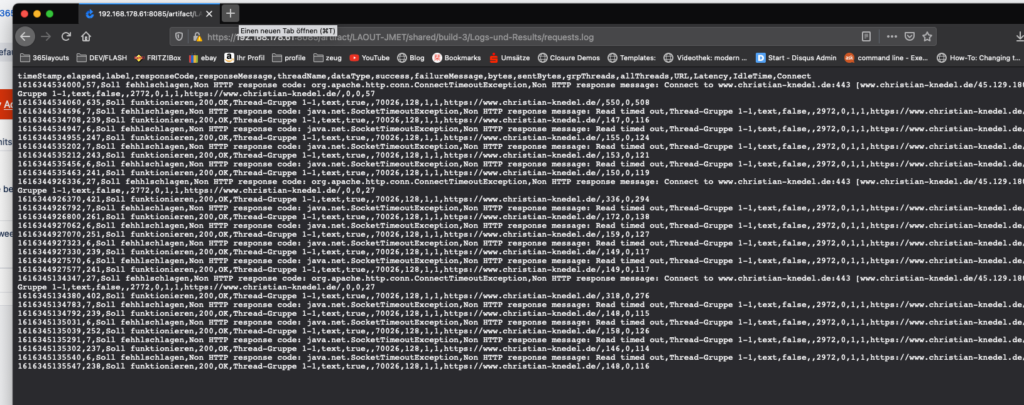 365
192.168.178.61:8085/artifact/LA
Einen neuen Tab öffnen (⌘T)
https://192.168.178.61:8085/artifact/LAOUT-JMET/shared/build-3/Logs-und-Results/requests.log
365layouts DEV/FLASH FRITZ!Box ebay Ihr Profil profile zeug YouTube Blog Bookmarks Umsätze Closure Demos Templates: Videothek: m... Start - Disqus Admin command line - Exe... How-To: Changing t...
timeStamp,elapsed,label,responseCode,responseMessage,threadName,dataType,success,failureMessage,bytes,sentBytes,grpThreads,allThreads,URL,Latency,IdleTime,Connect
1616344534000,57,Soll fehlschlagen,Non HTTP response code: org.apache.http.conn.ConnectTimeoutException,Non HTTP response message: Connect to www.christian-knedel.de:443 [www.christian-knedel.de/45.129.180
Gruppe 1-1,text,false,,2772,0,1,1,https://www.christian-knedel.de/,0,0,57
1616344534060,635,Soll funktionieren,200,OK,Thread-Gruppe 1-1,text,true,,70026,128,1,1,https://www.christian-knedel.de/,550,0,508
1616344534696,7,Soll fehlschlagen,Non HTTP response code: java.net.SocketTimeoutException,Non HTTP response message: Read timed out,Thread-Gruppe 1-1,text,false,,2972,0,1,1,https://www.christian-knedel.de/
1616344534708,239,Soll funktionieren,200,OK,Thread-Gruppe 1-1,text,true,,70026,128,1,1,https://www.christian-knedel.de/,147,0,116
1616344534947,6,Soll fehlschlagen,Non HTTP response code: java.net.SocketTimeoutException,Non HTTP response message: Read timed out,Thread-Gruppe 1-1,text,false,,2972,0,1,1,https://www.christian-knedel.de/
1616344534955,247,Soll funktionieren,200,OK,Thread-Gruppe 1-1,text,true,,70026,128,1,1,https://www.christian-knedel.de/,155,0,124
1616344535202,7,Soll fehlschlagen,Non HTTP response code: java.net.SocketTimeoutException,Non HTTP response message: Read timed out,Thread-Gruppe 1-1,text,false,,2972,0,1,1,https://www.christian-knedel.de/
1616344535212,243,Soll funktionieren,200,OK,Thread-Gruppe 1-1,text,true,,70026,128,1,1,https://www.christian-knedel.de/,153,0,121
1616344535456,6,Soll fehlschlagen,Non HTTP response code: java.net.SocketTimeoutException,Non HTTP response message: Read timed out,Thread-Gruppe 1-1,text,false,,2972,0,1,1,https://www.christian-knedel.de/
1616344535463,241,Soll funktionieren,200,OK,Thread-Gruppe 1-1,text,true,,70026,128,1,1,https://www.christian-knedel.de/,150,0,119
1616344926336,27,Soll fehlschlagen,Non HTTP response code: org.apache.http.conn.ConnectTimeoutException,Non HTTP response message: Connect to www.christian-knedel.de:443 [www.christian-knedel.de/45.129.180
Gruppe 1-1,text,false,,2772,0,1,1,https://www.christian-knedel.de/,0,0,27
1616344926370,421,Soll funktionieren,200,OK,Thread-Gruppe 1-1,text,true,,70026,128,1,1,https://www.christian-knedel.de/,336,0,294
1616344926792,7,Soll fehlschlagen,Non HTTP response code: java.net.SocketTimeoutException,Non HTTP response message: Read timed out,Thread-Gruppe 1-1,text,false,,2972,0,1,1,https://www.christian-knedel.de/
1616344926800,261,Soll funktionieren,200,OK,Thread-Gruppe 1-1,text,true,,70026,128,1,1,https://www.christian-knedel.de/,172,0,138
1616344927062,6,Soll fehlschlagen,Non HTTP response code: java.net.SocketTimeoutException,Non HTTP response message: Read timed out,Thread-Gruppe 1-1,text,false,,2972,0,1,1,https://www.christian-knedel.de/
1616344927070,251,Soll funktionieren,200,OK,Thread-Gruppe 1-1,text,true,,70026,128,1,1,https://www.christian-knedel.de/,159,0,127
1616344927323,6,Soll fehlschlagen,Non HTTP response code: java.net.SocketTimeoutException,Non HTTP response message: Read timed out,Thread-Gruppe 1-1,text,false,,2972,0,1,1,https://www.christian-knedel.de/
1616344927330,239,Soll funktionieren,200,OK,Thread-Gruppe 1-1,text,true,,70026,128,1,1,https://www.christian-knedel.de/,149,0,117
1616344927570,6,Soll fehlschlagen,Non HTTP response code: java.net.SocketTimeoutException,Non HTTP response message: Read timed out,Thread-Gruppe 1-1,text,false,,2972,0,1,1,https://www.christian-knedel.de/
1616344927577,241,Soll funktionieren,200,OK,Thread-Gruppe 1-1,text,true,,70026,128,1,1,https://www.christian-knedel.de/,149,0,117
1616345134347,27,Soll fehlschlagen,Non HTTP response code: org.apache.http.conn.ConnectTimeoutException,Non HTTP response message: Connect to www.christian-knedel.de:443 [www.christian-knedel.de/45.129.180
Gruppe 1-1,text,false,,2772,0,1,1,https://www.christian-knedel.de/,0,0,27
1616345134380,402,Soll funktionieren,200,OK,Thread-Gruppe 1-1,text,true,,70026,128,1,1,https://www.christian-knedel.de/,318,0,276
1616345134783,7,Soll fehlschlagen,Non HTTP response code: java.net.SocketTimeoutException,Non HTTP response message: Read timed out,Thread-Gruppe 1-1,text,false,,2972,0,1,1,https://www.christian-knedel.de/
1616345134792,239,Soll funktionieren,200,OK,Thread-Gruppe 1-1,text,true,,70026,128,1,1,https://www.christian-knedel.de/,148,0,115
1616345135031,6,Soll fehlschlagen,Non HTTP response code: java.net.SocketTimeoutException,Non HTTP response message: Read timed out,Thread-Gruppe 1-1,text,false,,2972,0,1,1,https://www.christian-knedel.de/
1616345135039,252,Soll funktionieren,200,OK,Thread-Gruppe 1-1,text,true,,70026,128,1,1,https://www.christian-knedel.de/,158,0,126
1616345135291,7,Soll fehlschlagen,Non HTTP response code: java.net.SocketTimeoutException,Non HTTP response message: Read timed out,Thread-Gruppe 1-1,text,false,,2972,0,1,1,https://www.christian-knedel.de/
1616345135302,237,Soll funktionieren,200,OK,Thread-Gruppe 1-1,text,true,,70026,128,1,1,https://www.christian-knedel.de/,146,0,114
1616345135540,6,Soll fehlschlagen,Non HTTP response code: java.net.SocketTimeoutException,Non HTTP response message: Read timed out,Thread-Gruppe 1-1,text,false,,2972,0,1,1,https://www.christian-knedel.de/
1616345135547,238,Soll funktionieren,200,OK,Thread-Gruppe 1-1,text,true,,70026,128,1,1,https://www.christian-knedel.de/,148,0,116